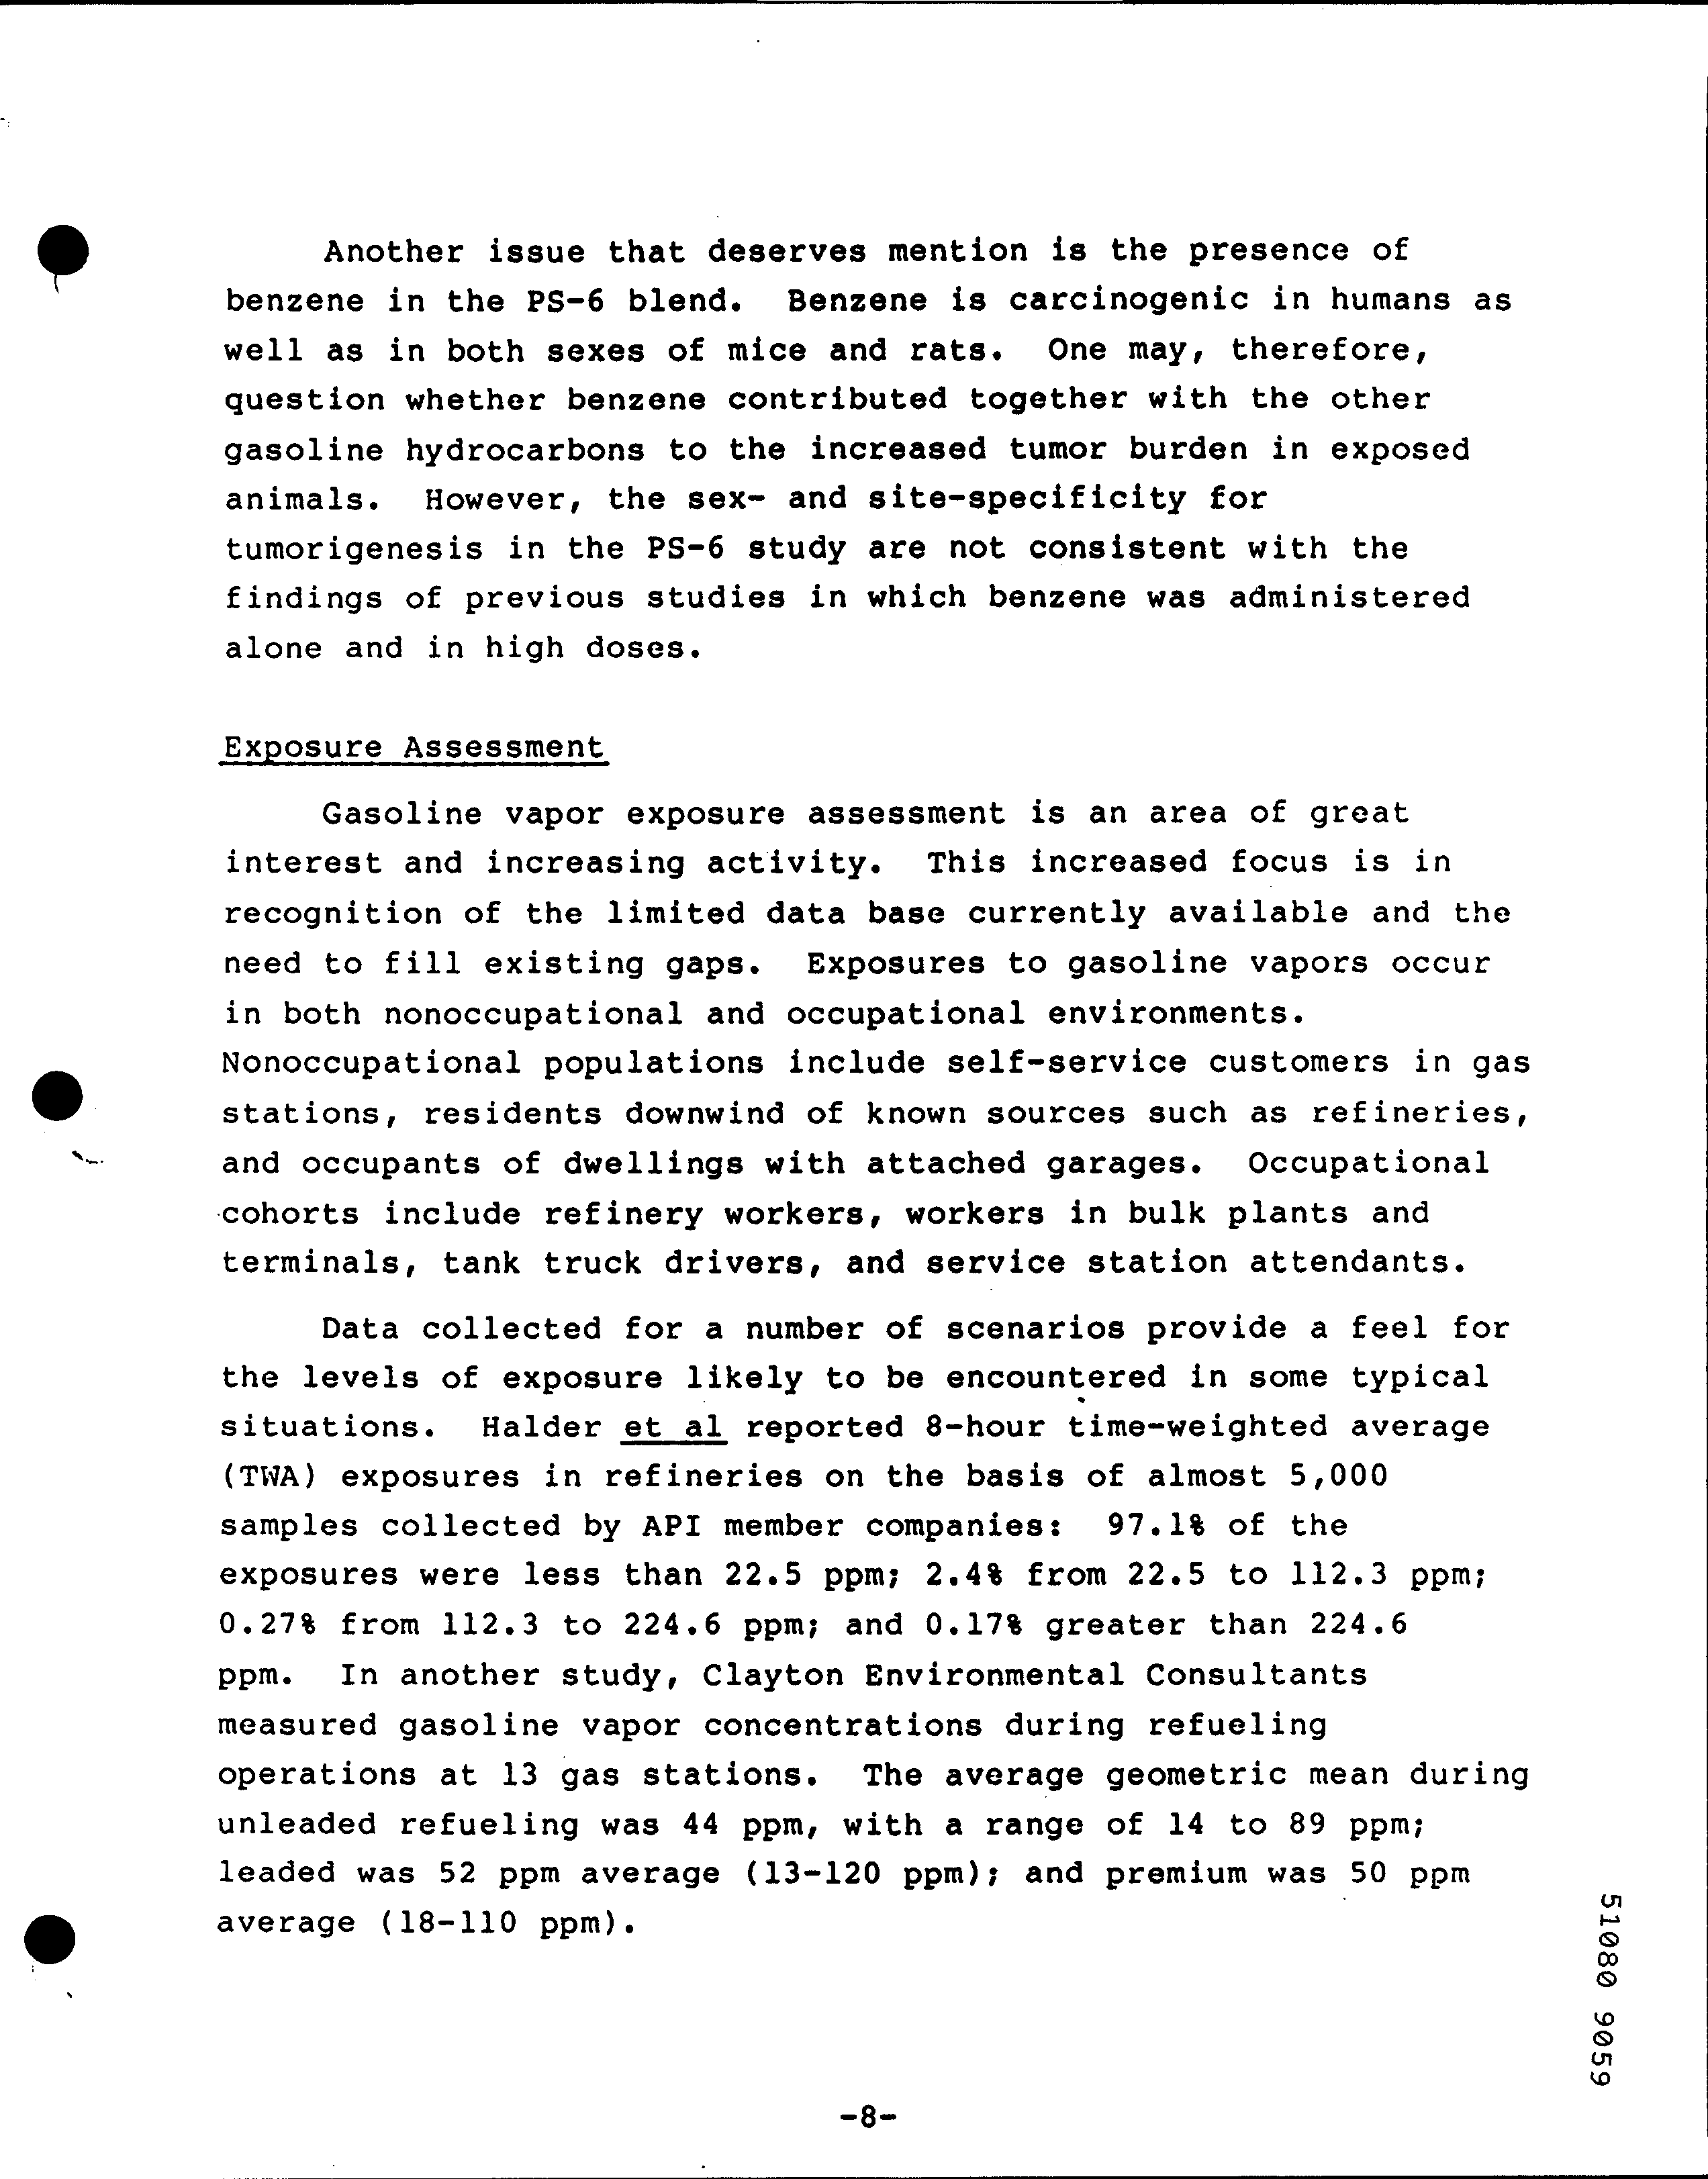 Another issue that deserves mention is the presence of
benzene in the PS-6 blend. Benzene is carcinogenic in humans as
well as in both sexes of mice and rats. One may, therefore,
question whether benzene contributed together with the other
gasoline hydrocarbons to the increased tumor burden in exposed
animals. However, the sex- and site-specificity for
tumorigenesis in the PS-6 study are not consistent with the
findings of previous studies in which benzene was administered
alone and in high doses.
Exposure Assessment
Gasoline vapor exposure assessment is an area of great
interest and increasing activity. This increased focus is in
recognition of the limited data base currently available and the
need to fill existing gaps. Exposures to gasoline vapors occur
in both nonoccupational and occupational environments.
Nonoccupational populations include self-service customers in gas
stations, residents downwind of known sources such as refineries,
and occupants of dwellings with attached garages. Occupational
cohorts include refinery workers, workers in bulk plants and
terminals, tank truck drivers, and service station attendants.
Data collected for a number of scenarios provide a feel for
the levels of exposure likely to be encountered in some typical
situations. Halder et al reported 8-hour time-weighted average
(TWA) exposures in refineries on the basis of almost 5,000
samples collected by API member companies: 97.1% of the
exposures were less than 22.5 ppm; 2.4% from 22.5 to 112.3 ppm;
0.27% from 112.3 to 224.6 ppm; and 0.17% greater than 224.6
ppm. In another study, Clayton Environmental Consultants
measured gasoline vapor concentrations during refueling
operations at 13 gas stations. The average geometric mean during
unleaded refueling was 44 ppm, with a range of 14 to 89 ppm;
leaded was 52 ppm average (13-120 ppm); and premium was 50 ppm
average (18-110 ppm).
51080 9059
-8-